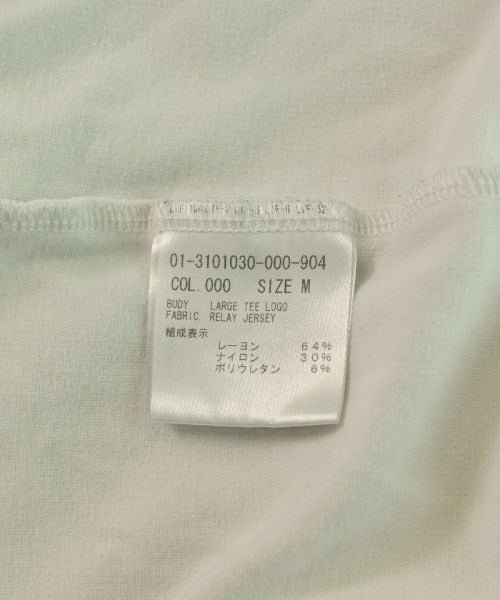 01-3101030-000-904
COL.000 SIZE M
BODY. LARGE TEE LOGO
FABRIC. RELAY JERSEY
組成表示
レーヨン 64%
ナイロン 30%
ポリウレタン 6%